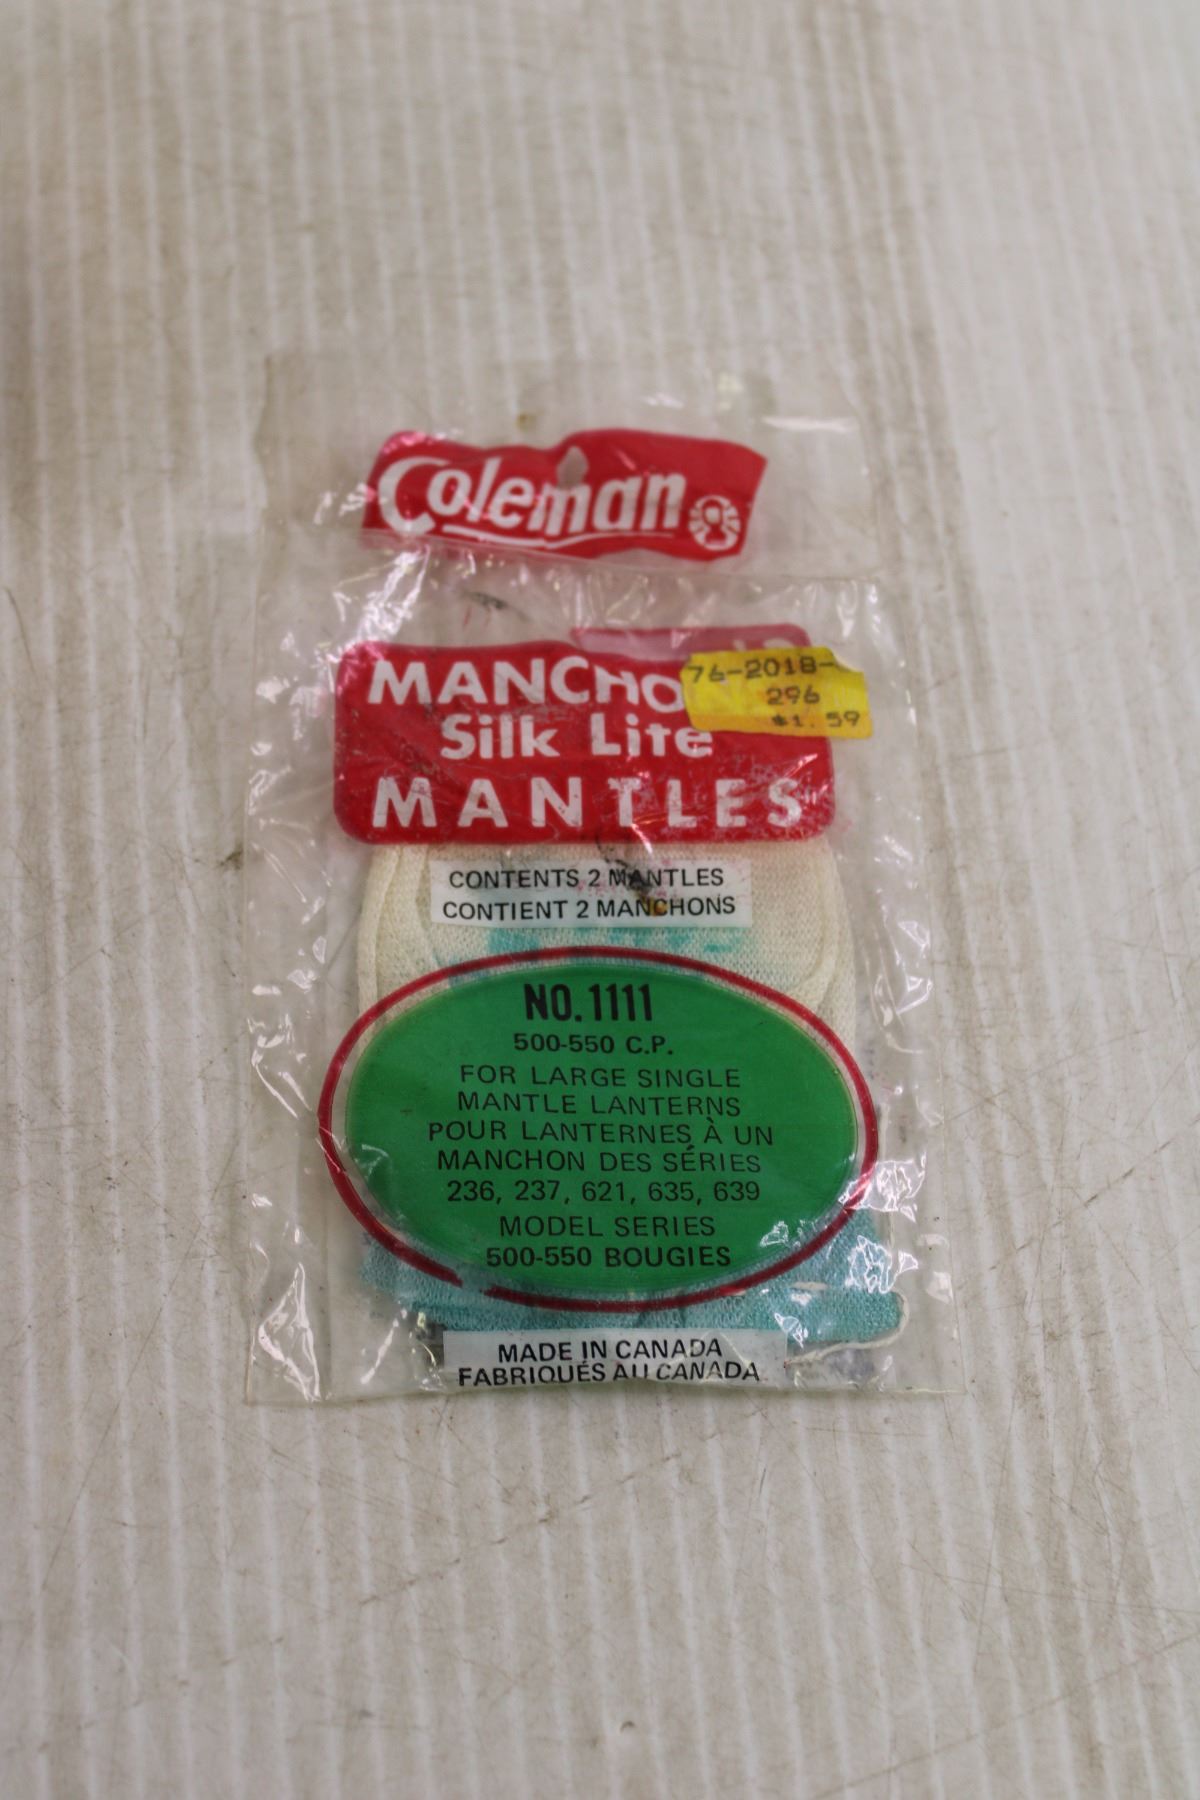 Coleman
MANCHO
Silk Lite
MANTLES
76-2018-
296
$1.59
CONTENTS 2 MANTLES
CONTIENT 2 MANCHONS
NO. 1111
500-550 C.P.
FOR LARGE SINGLE
MANTLE LANTERNS
POUR LANTERNES À UN
MANCHON DES SÉRIES
236, 237, 621, 635, 639
MODEL SERIES
500-550 BOUGIES
MADE IN CANADA
FABRIQUÉS AU CANADA